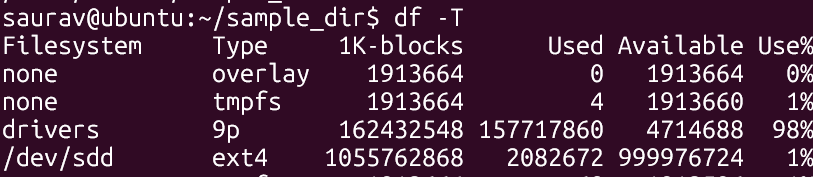 saurav@ubuntu:~/sample_dir$ df -T
Filesystem Type 1K-blocks Used Available Use%
none overlay 1913664 0 1913664 0%
none tmpfs 1913664 4 1913660 1%
drivers 9p 162432548 157717860 4714688 98%
/dev/sdd ext4 1055762868 2082672 999976724 1%